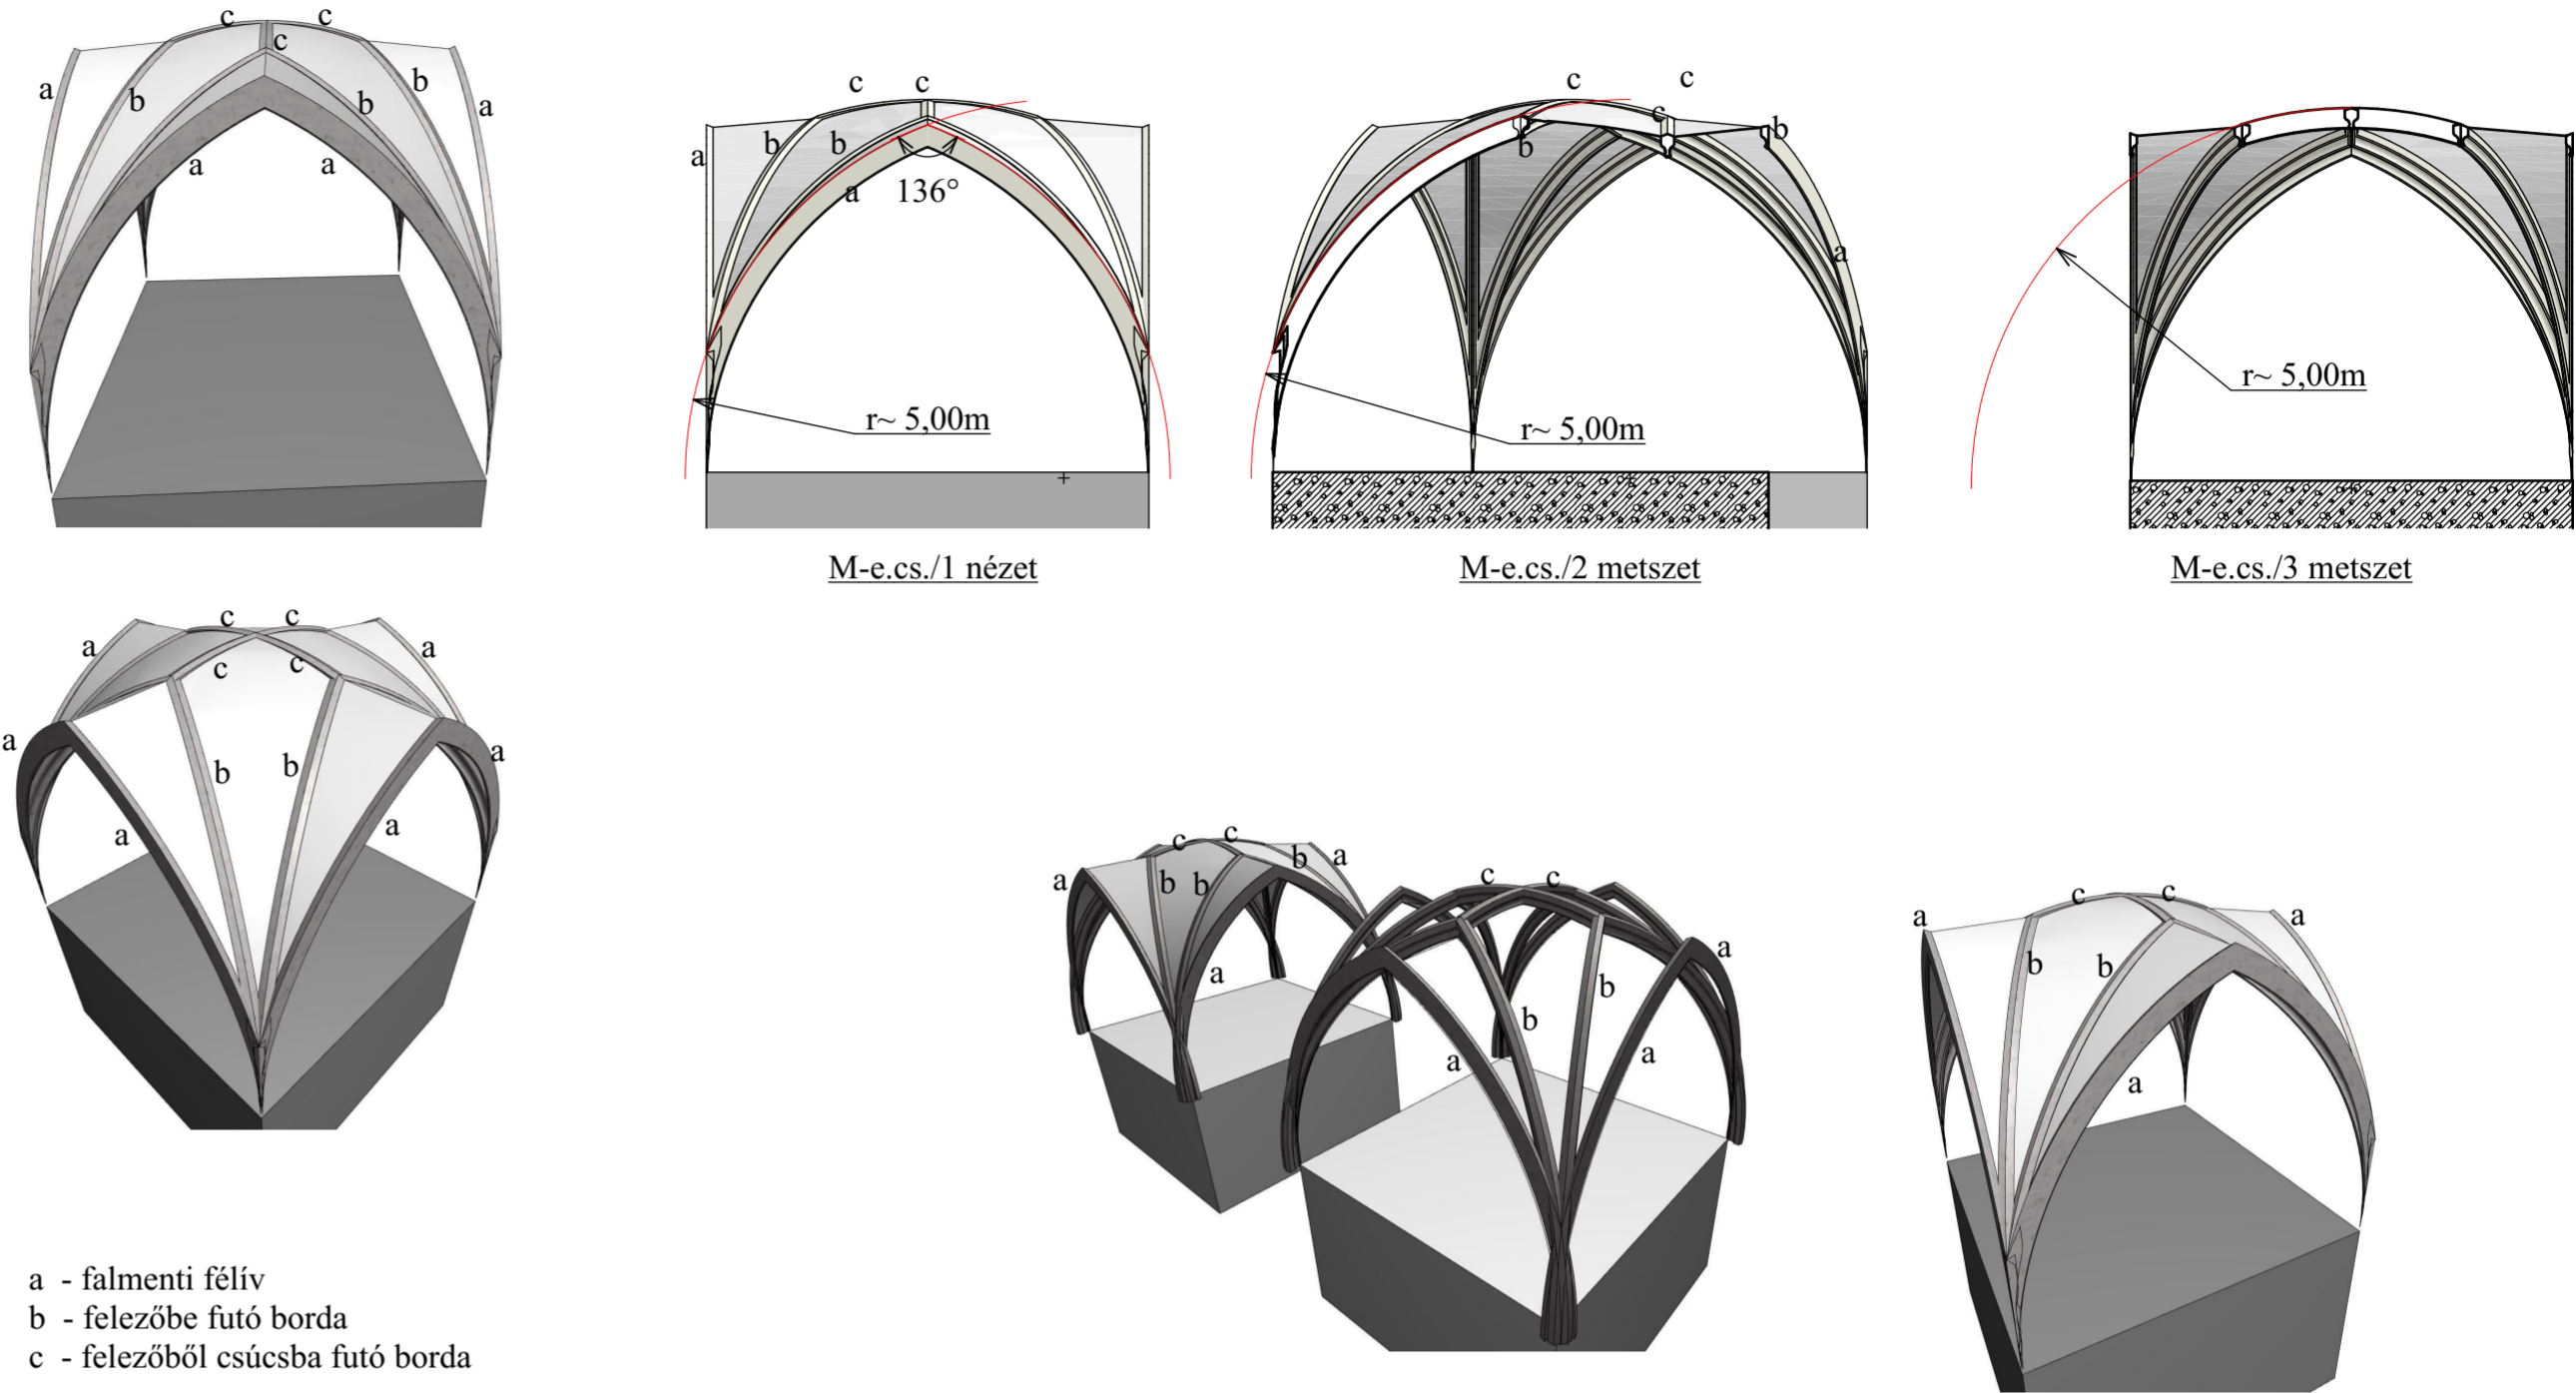 c c
c
a b b b a
a a
c c
a b b
a 136°
r~ 5,00m
M-e.cs./1 nézet
c c
c
b b
a
r~ 5,00m
M-e.cs./2 metszet
r~ 5,00m
M-e.cs./3 metszet
c c
a c c a
a a
b b
a a
c c
b a
a b b
a
c c
a
b
b
a a
c c
a a
b b
a
a - falmenti félív
b - felezőbe futó borda
c - felezőből csúcsba futó borda